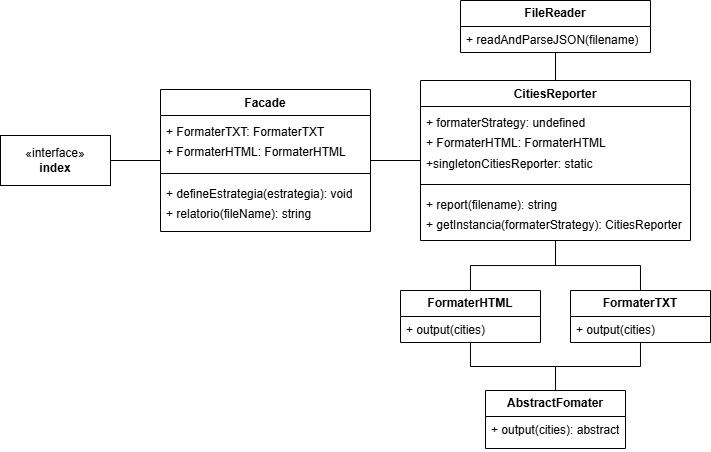 FileReader
+ readAndParseJSON(filename)
«interface»
index
Facade
+ FormaterTXT: FormaterTXT
+ FormaterHTML: FormaterHTML
+ defineEstrategia(estrategia): void
+ relatorio(fileName): string
CitiesReporter
+ formaterStrategy: undefined
+ FormaterHTML: FormaterHTML
+singletonCitiesReporter: static
+ report(filename): string
+ getInstancia(formaterStrategy): CitiesReporter
FormaterHTML
+ output(cities)
FormaterTXT
+ output(cities)
AbstractFomater
+ output(cities): abstract